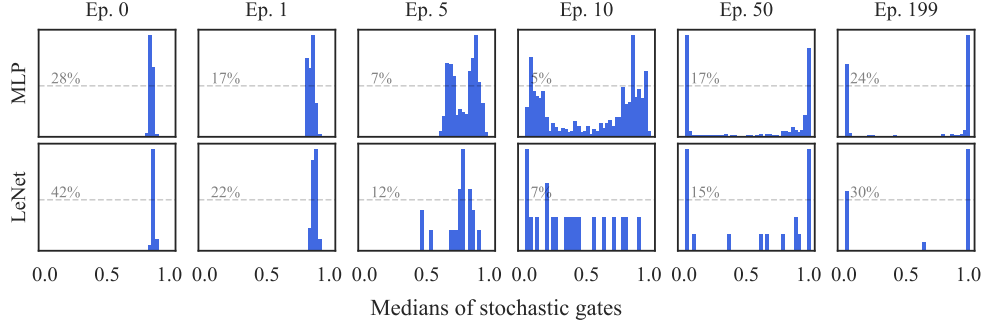 Ep. 0 Ep. 1 Ep. 5 Ep. 10 Ep. 50 Ep. 199
MLP 28% 17% 7% 5% 17% 24%
LeNet 42% 22% 12% 7% 15% 30%
0.0 0.5 1.0 0.0 0.5 1.0 0.0 0.5 1.0 0.0 0.5 1.0 0.0 0.5 1.0 0.0 0.5 1.0
Medians of stochastic gates